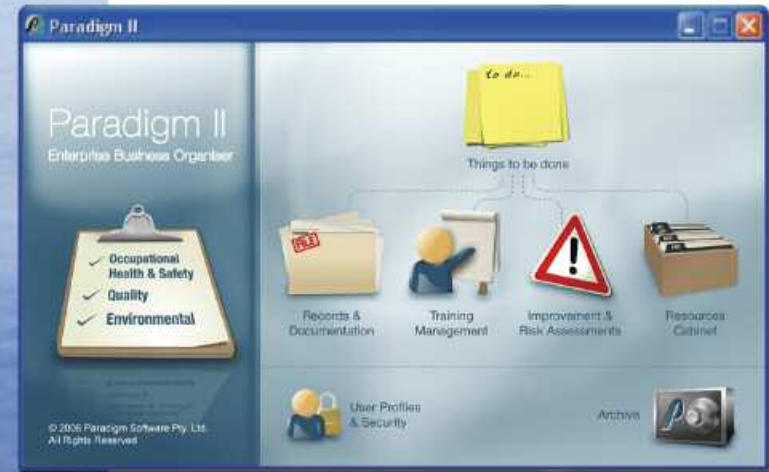 Paradigm II
Paradigm II
Enterprise Business Organiser
Occupational
Health & Safety
Quality
Environmental
© 2006 Paradigm Software Pty. Ltd.
All Rights Reserved
to do...
Things to be done
FILE
Records &
Documentation
Training
Management
Improvement &
Risk Assessments
Resources
Cabinet
User Profiles
& Security
Archive